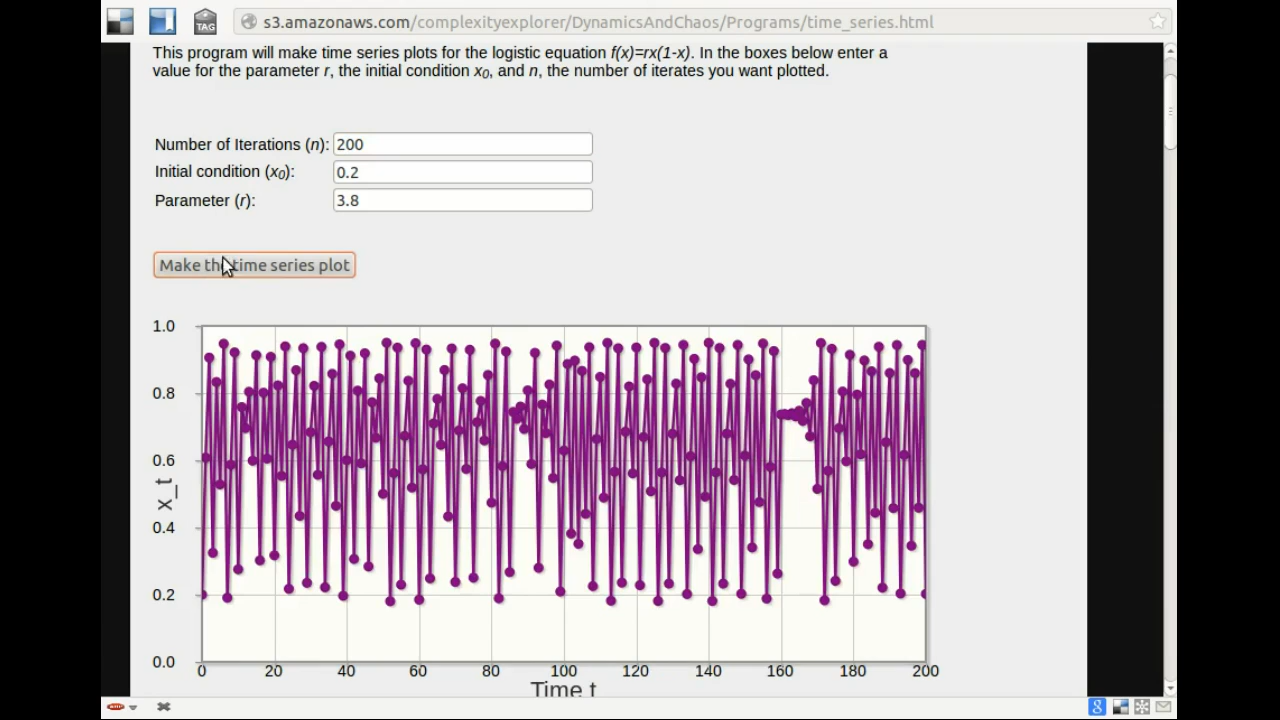 TAG
s3.amazonaws.com/complexityexplorer/DynamicsAndChaos/Programs/time_series.html
This program will make time series plots for the logistic equation f(x)=rx(1-x). In the boxes below enter a
value for the parameter r, the initial condition x0, and n, the number of iterates you want plotted.
Number of Iterations (n): 200
Initial condition (x0): 0.2
Parameter (r): 3.8
Make the time series plot
1.0
0.8
0.6
0.4
0.2
0.0
x_t
0 20 40 60 80 100 120 140 160 180 200
Time t
8